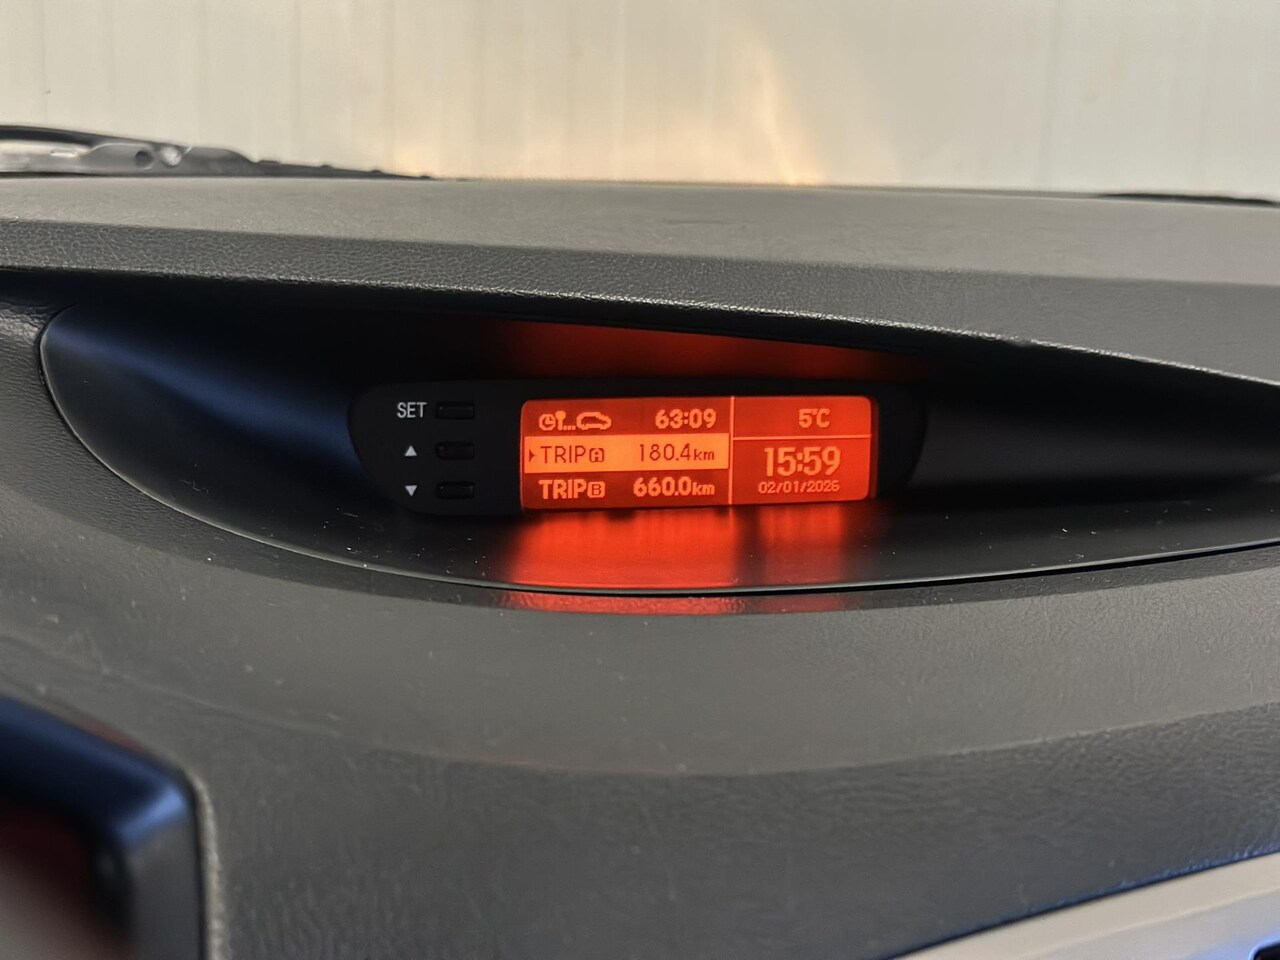 SET
63:09
TRIP A 180.4km
TRIP B 660.0km
5°C
15:59
02/01/2026